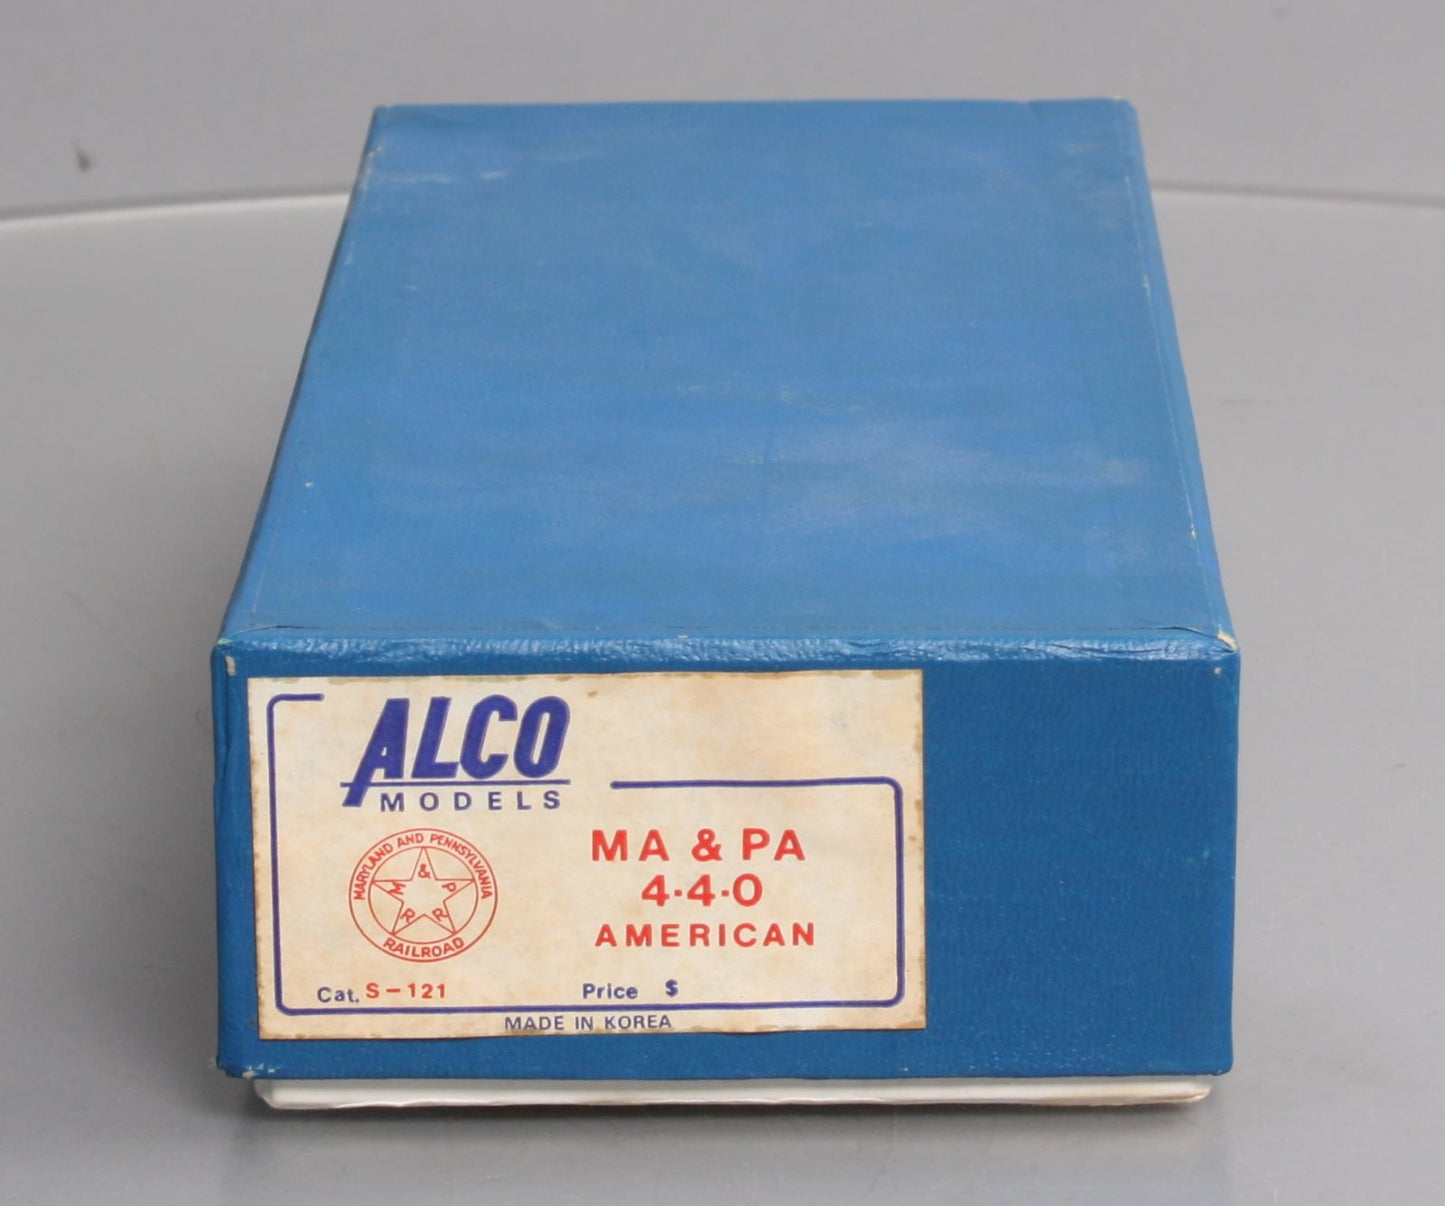 ALCO
MODELS
MARYLAND AND PENNSYLVANIA
M & P
R R
RAILROAD
MA & PA
4-4-0
AMERICAN
Cat. S-121
Price $
MADE IN KOREA